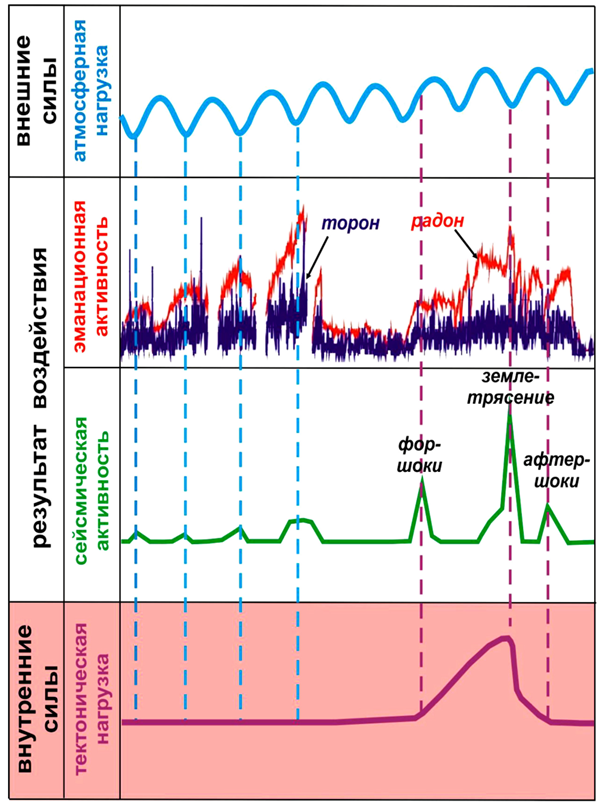 внешние
силы
атмосферная
нагрузка
результат воздействия
эманационная
активность
торон
радон
сейсмическая
активность
фор-
шоки
земле-
трясение
афтер-
шоки
внутренние
силы
тектоническая
нагрузка